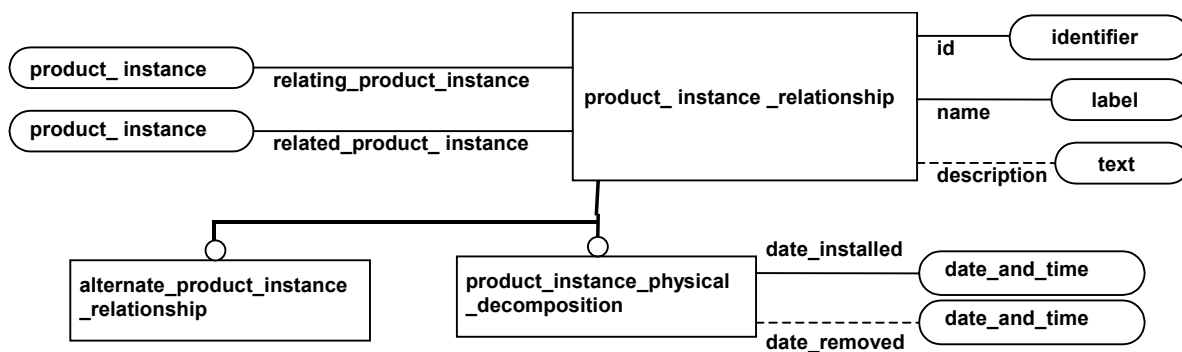 product_ instance
relating_product_instance
product_ instance
related_product_ instance
product_ instance _relationship
id
identifier
name
label
description
text
alternate_product_instance
_relationship
product_instance_physical
_decomposition
date_installed
date_and_time
date_removed
date_and_time